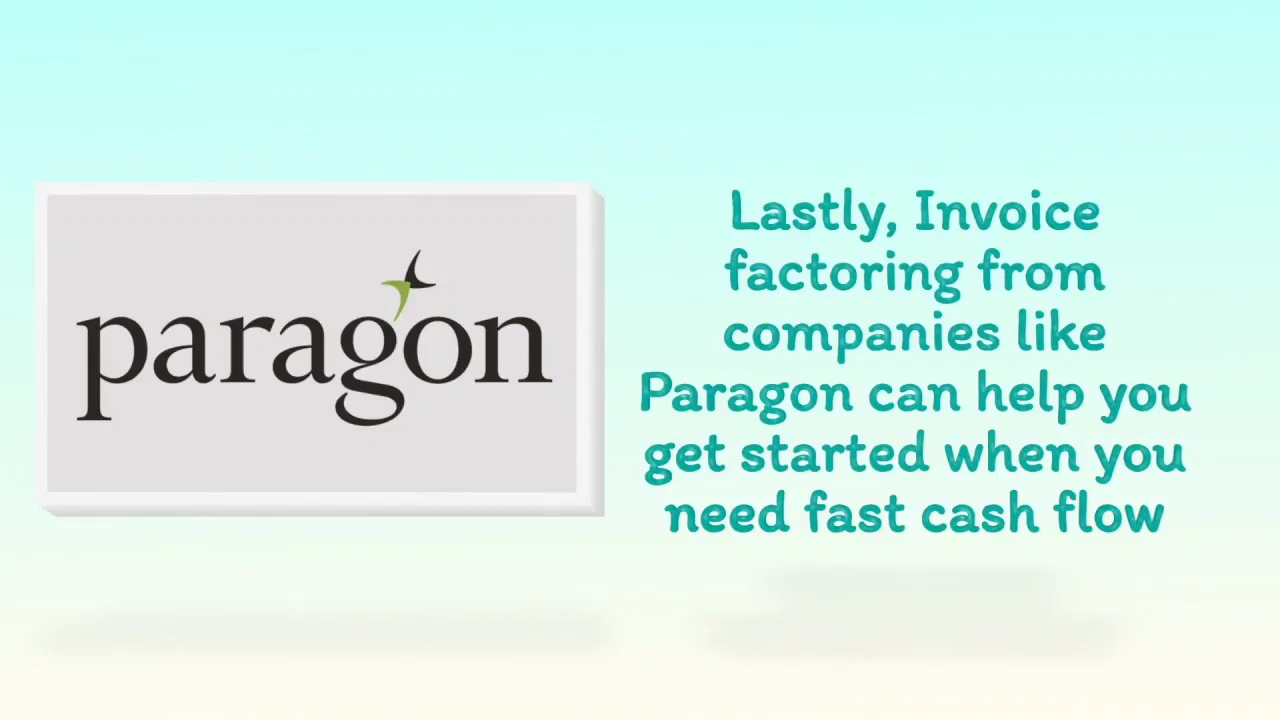 paragon
Lastly, Invoice
factoring from
companies like
Paragon can help you
get started when you
need fast cash flow